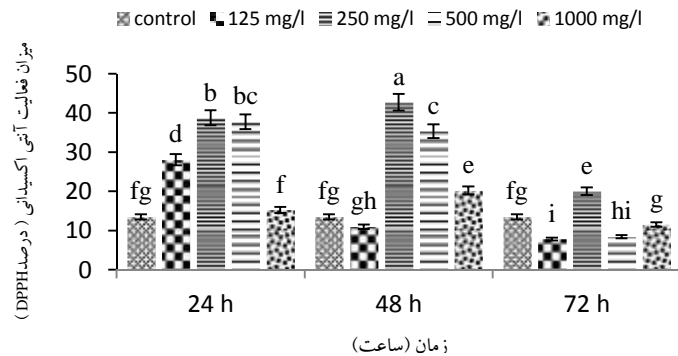 control 125 mg/l 250 mg/l 500 mg/l 1000 mg/l
میزان فعالیت آنتی اکسیدانی (درصد DPPH)
50
40
30
20
10
0
fg d b bc f
fg gh a c e
fg i e hi g
24 h 48 h 72 h
زمان (ساعت)